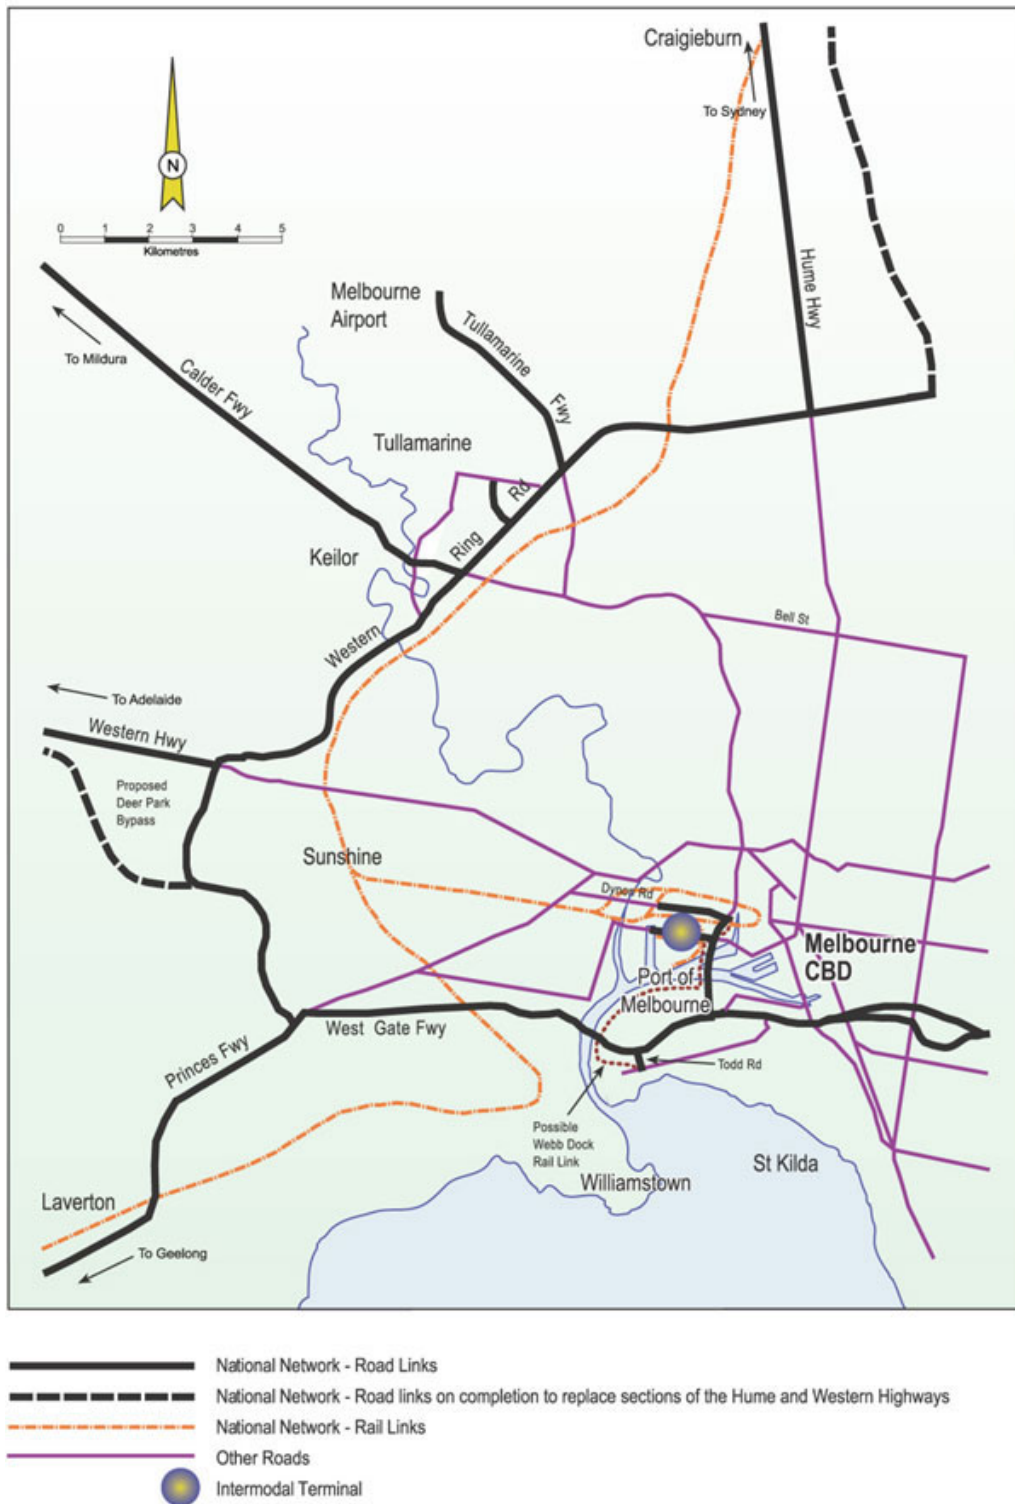 Craigieburn
To Sydney
N
0 1 2 3 4 5
Kilometres
Hume Hwy
Melbourne
Airport
Tullamarine
Fwy
To Mildura
Calder Fwy
Tullamarine
Ring Rd
Keilor
Western
Bell St
To Adelaide
Western Hwy
Proposed
Deer Park
Bypass
Sunshine
Dynon Rd
Melbourne
CBD
Port of
Melbourne
West Gate Fwy
Princes Fwy
Todd Rd
Possible
Webb Dock
Rail Link
St Kilda
Williamstown
Laverton
To Geelong
National Network - Road Links
National Network - Road links on completion to replace sections of the Hume and Western Highways
National Network - Rail Links
Other Roads
Intermodal Terminal